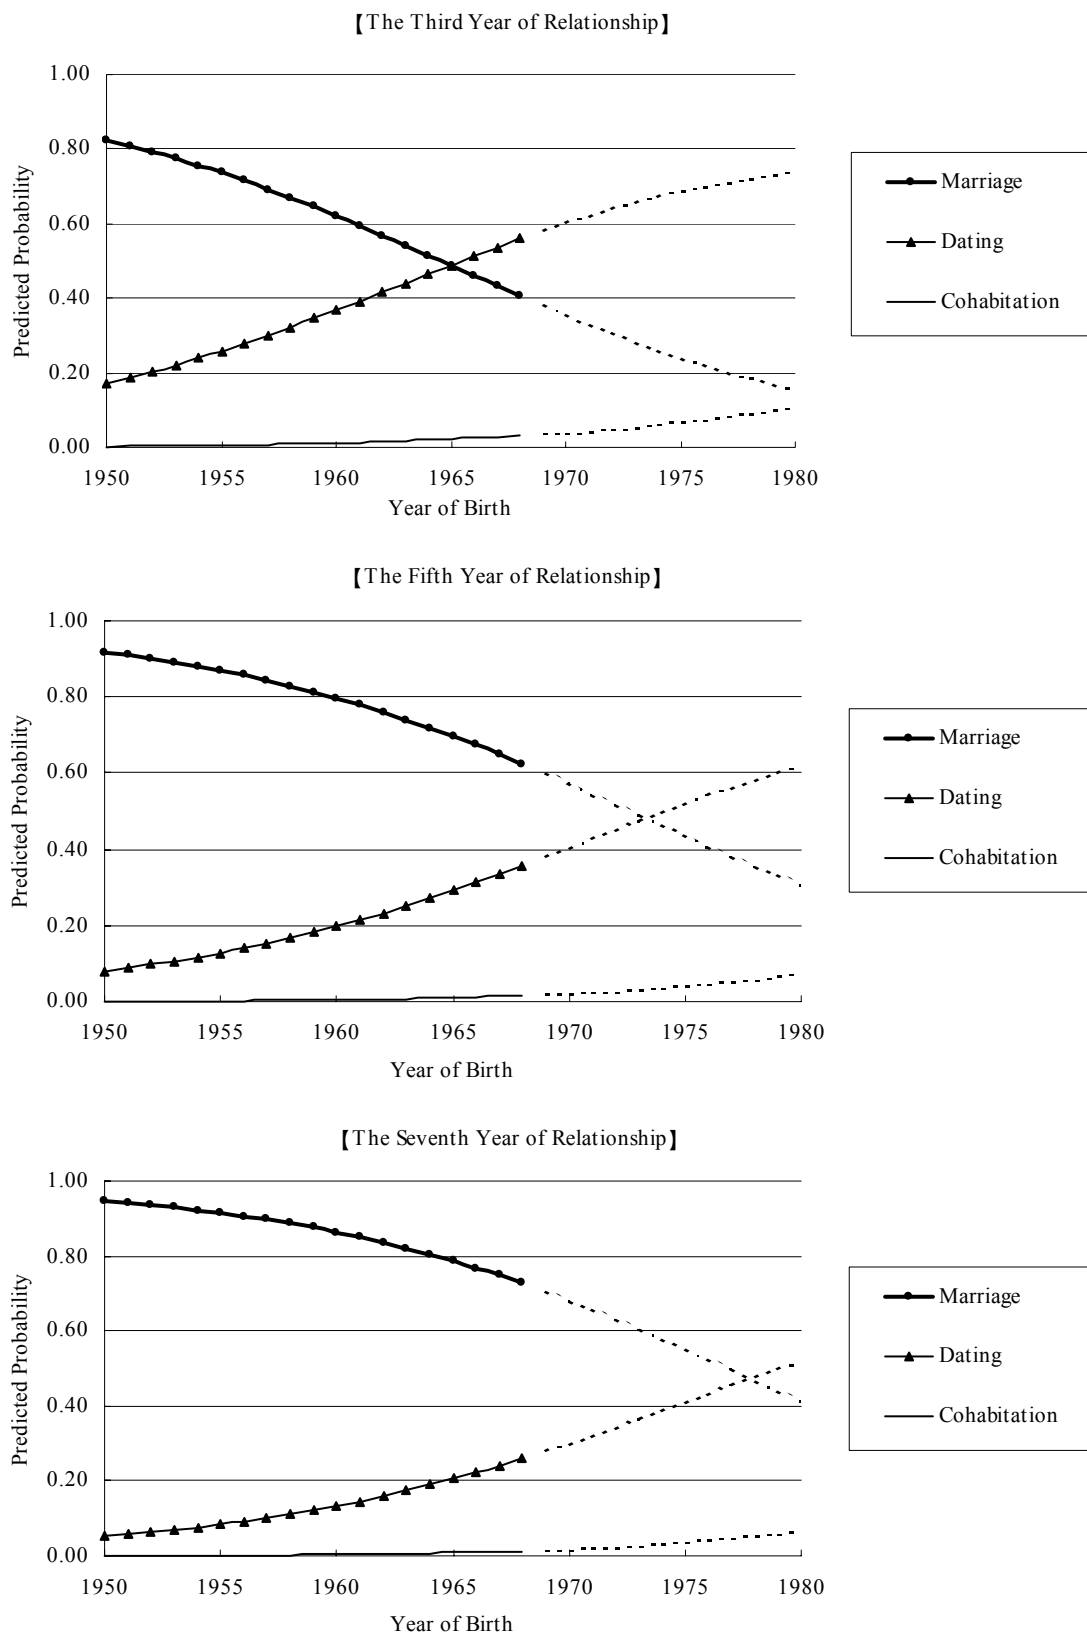 【The Third Year of Relationship】
1.00
0.80
0.60
0.40
0.20
0.00
Predicted Probability
1950 1955 1960 1965 1970 1975 1980
Year of Birth
Marriage
Dating
Cohabitation
【The Fifth Year of Relationship】
1.00
0.80
0.60
0.40
0.20
0.00
Predicted Probability
1950 1955 1960 1965 1970 1975 1980
Year of Birth
Marriage
Dating
Cohabitation
【The Seventh Year of Relationship】
1.00
0.80
0.60
0.40
0.20
0.00
Predicted Probability
1950 1955 1960 1965 1970 1975 1980
Year of Birth
Marriage
Dating
Cohabitation